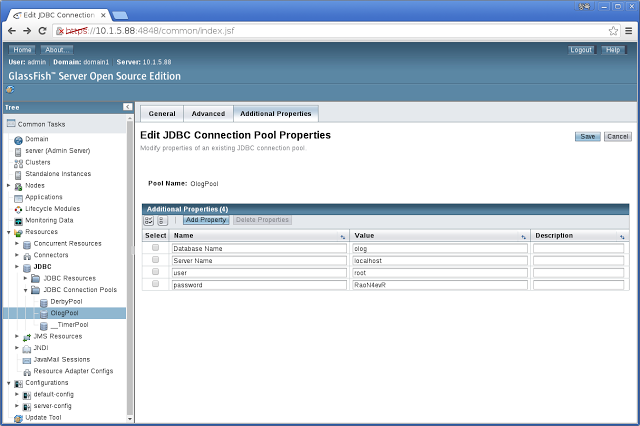 Edit JDBC Connection
https://10.1.5.88:4848/common/index.jsf
Home About...
Logout Help
User: admin Domain: domain1 Server: 10.1.5.88
GlassFish™ Server Open Source Edition
Tree
Common Tasks
Domain
server (Admin Server)
Clusters
Standalone Instances
Nodes
Applications
Lifecycle Modules
Monitoring Data
Resources
Concurrent Resources
Connectors
JDBC
JDBC Resources
JDBC Connection Pools
DerbyPool
OlogPool
__TimerPool
JMS Resources
JNDI
JavaMail Sessions
Resource Adapter Configs
Configurations
default-config
server-config
Update Tool
General Advanced Additional Properties
Edit JDBC Connection Pool Properties
Save Cancel
Modify properties of an existing JDBC connection pool.
Pool Name: OlogPool
Additional Properties (4)
Add Property Delete Properties
Select Name Value Description
Database Name olog
Server Name localhost
user root
password RaoN4evR